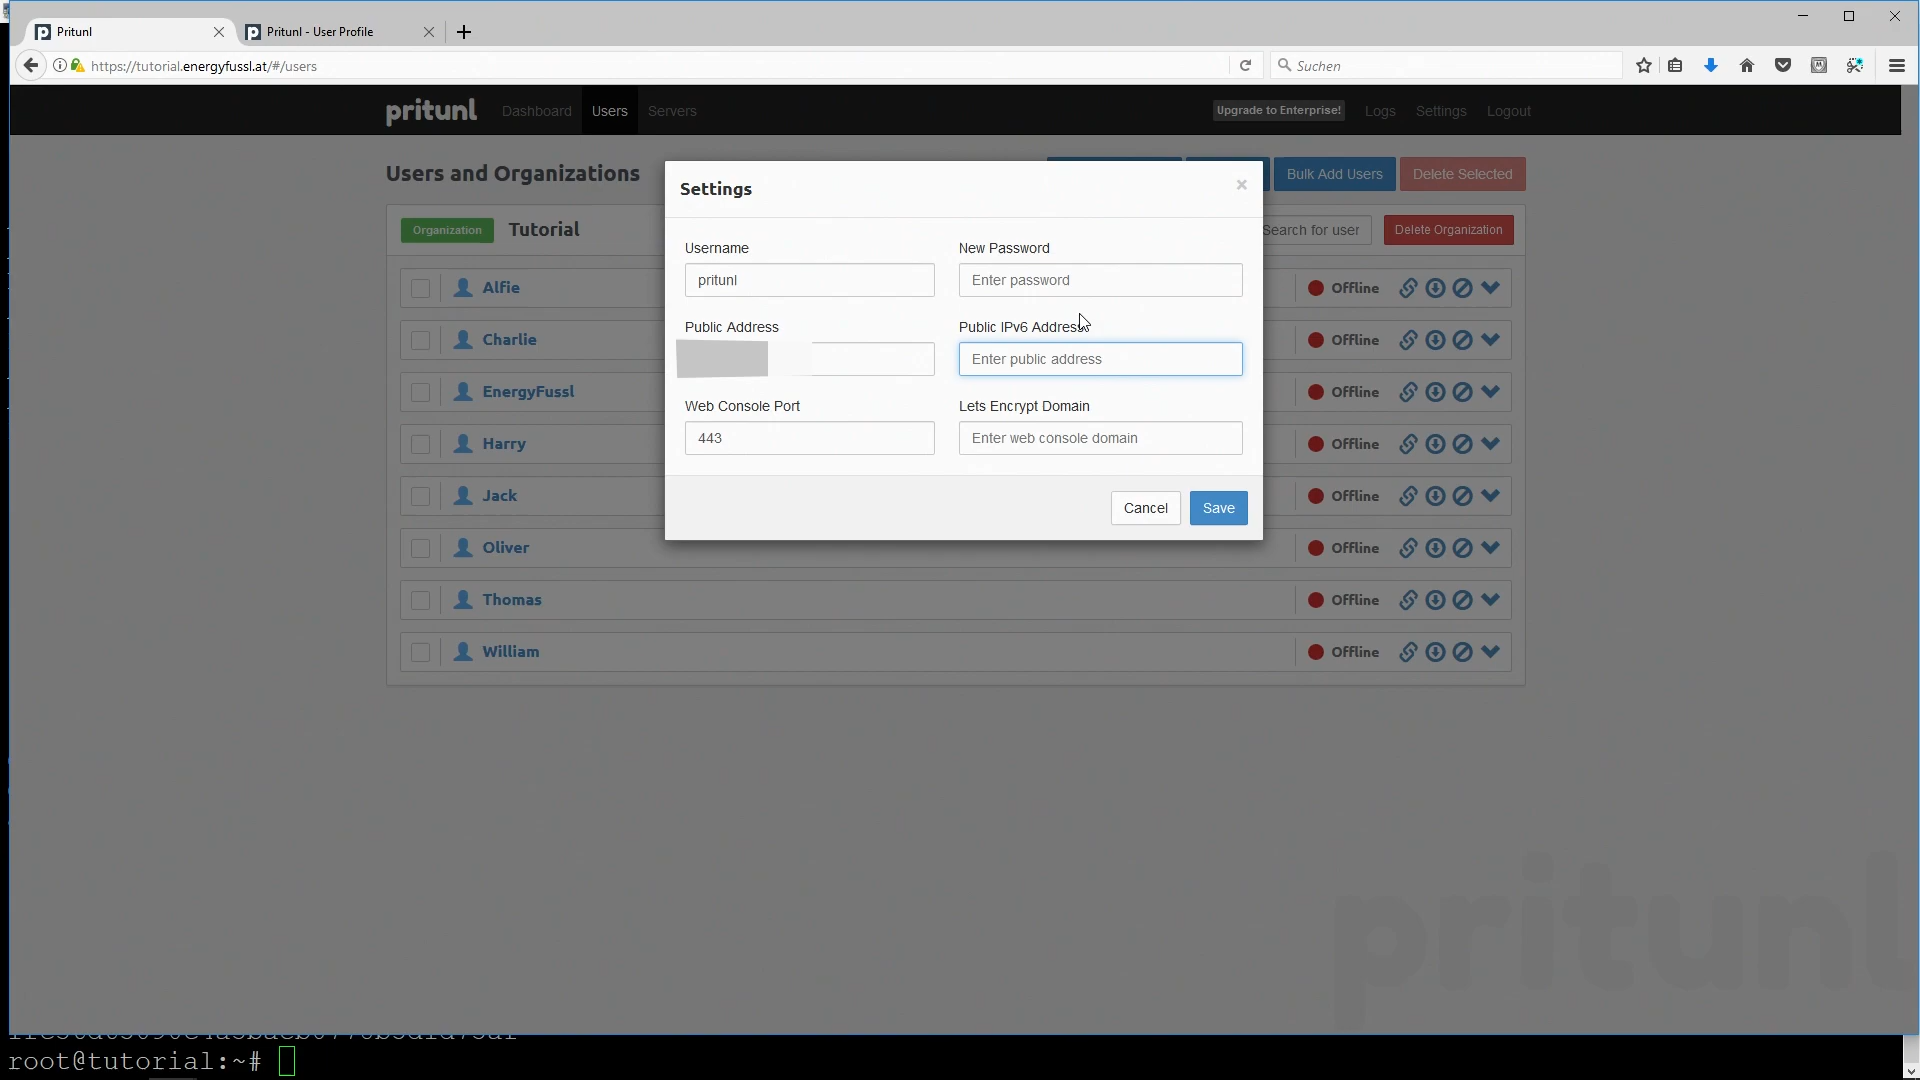 Pritunl
Pritunl - User Profile
https://tutorial.energyfussl.at/#/users
Suchen
pritunl
Dashboard
Users
Servers
Upgrade to Enterprise!
Logs
Settings
Logout
Users and Organizations
Bulk Add Users
Delete Selected
Organization
Tutorial
Search for user
Delete Organization
Settings
×
Username
New Password
pritunl
Enter password
Public Address
Public IPv6 Address
Enter public address
Web Console Port
Lets Encrypt Domain
443
Enter web console domain
Cancel
Save
Alfie
Offline
Charlie
Offline
EnergyFussl
Offline
Harry
Offline
Jack
Offline
Oliver
Offline
Thomas
Offline
William
Offline
pritunl
root@tutorial:~#